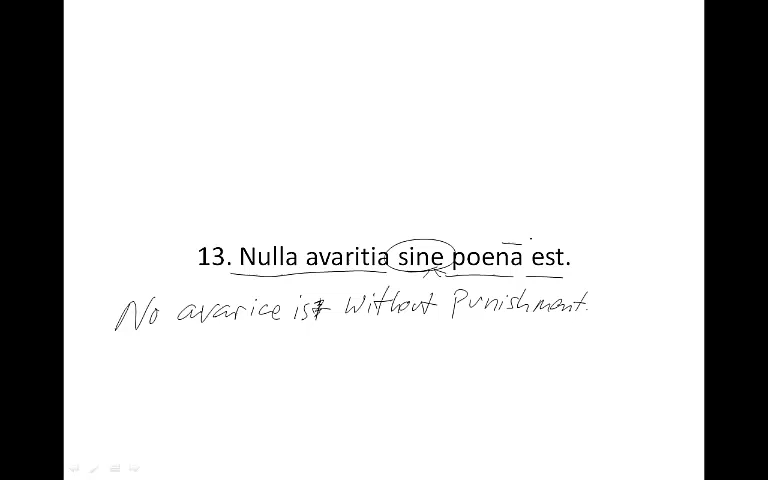 13. Nulla avaritia sine poena est.
No avarice is without punishment.